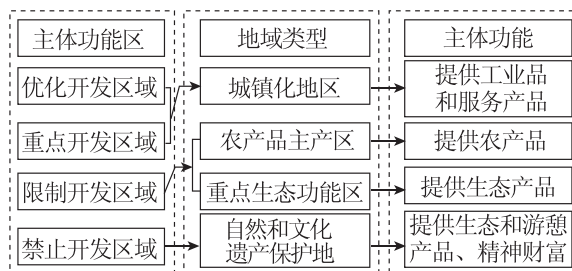 主体功能区
地域类型
主体功能
优化开发区域
城镇化地区
提供工业品
和服务产品
重点开发区域
农产品主产区
提供农产品
限制开发区域
重点生态功能区
提供生态产品
禁止开发区域
自然和文化
遗产保护地
提供生态和游憩
产品、精神财富